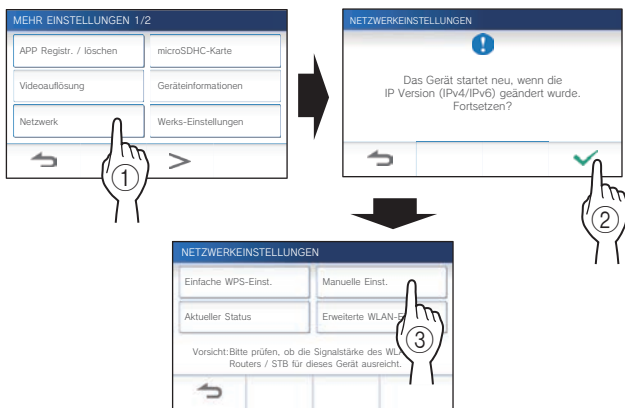 MEHR EINSTELLUNGEN 1/2
APP Registr. / löschen
microSDHC-Karte
Videoauflösung
Geräteinformationen
Netzwerk
Werks-Einstellungen
>
1
NETZWERKEINSTELLUNGEN
!
Das Gerät startet neu, wenn die
IP Version (IPv4/IPv6) geändert wurde.
Fortsetzen?
2
NETZWERKEINSTELLUNGEN
Einfache WPS-Einst.
Manuelle Einst.
Aktueller Status
Erweiterte WLAN-E
3
Vorsicht:Bitte prüfen, ob die Signalstärke des WL
Routers / STB für dieses Gerät ausreicht.